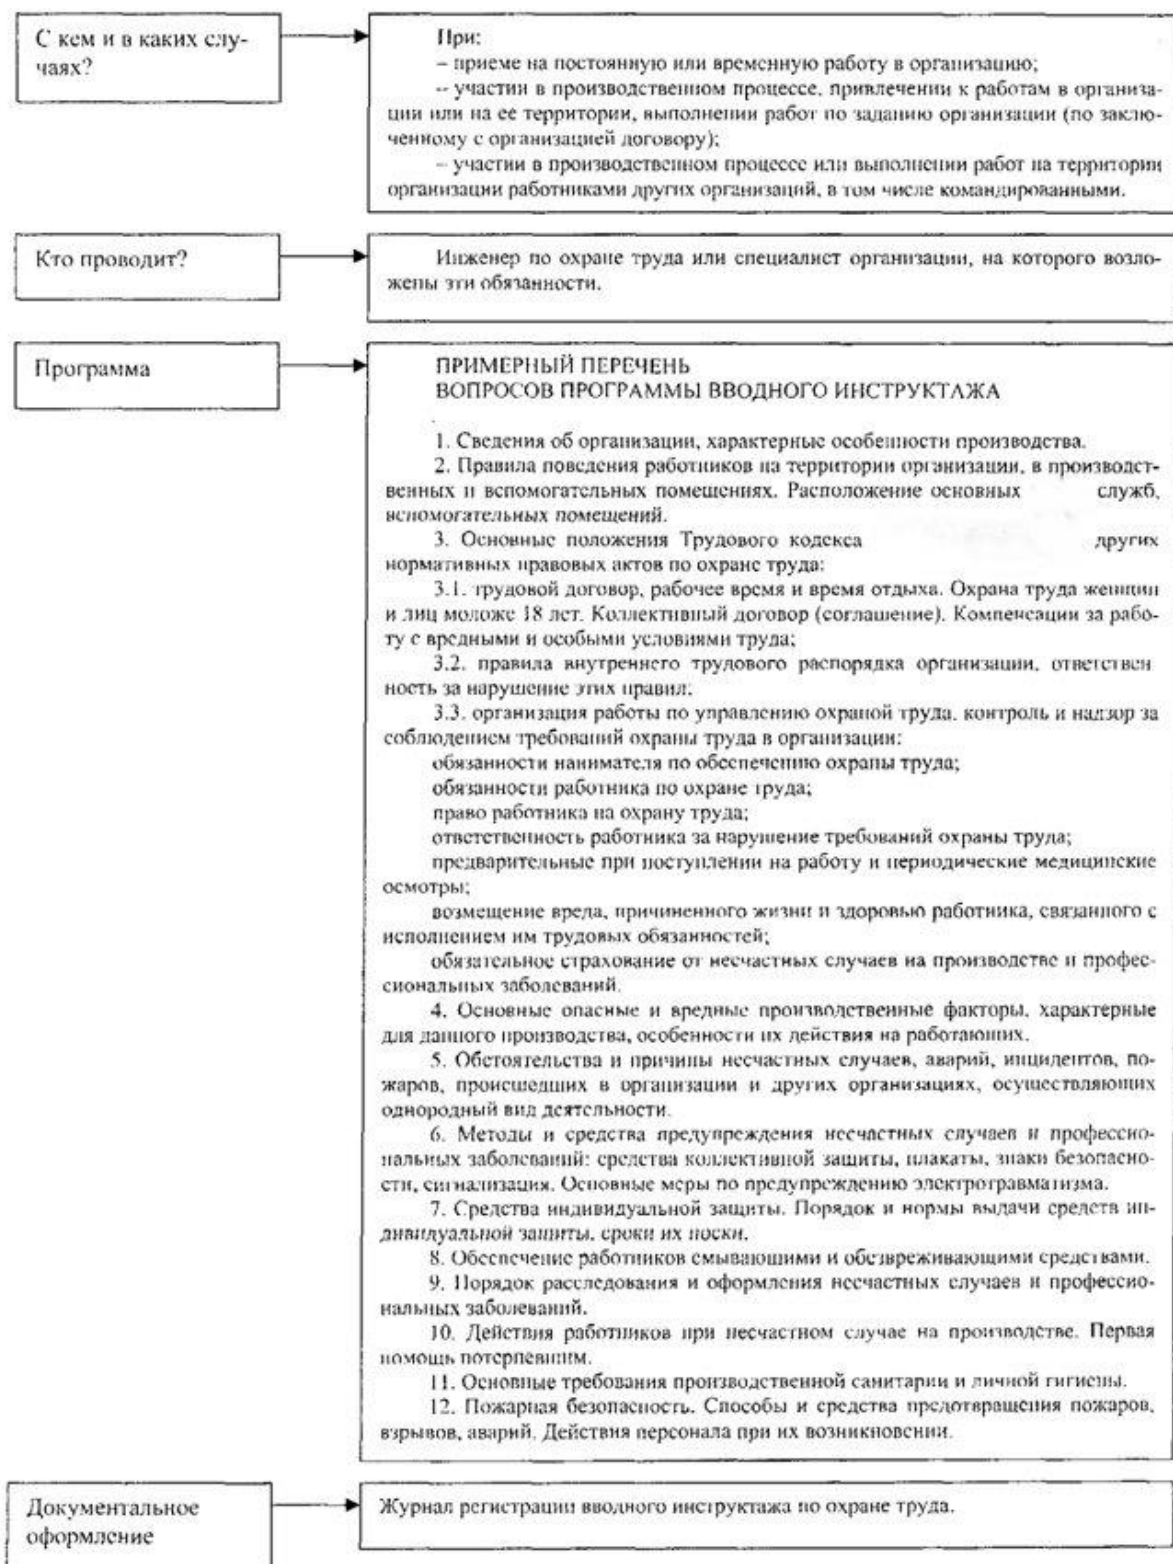 С кем и в каких слу-
чаях?
При:
– приеме на постоянную или временную работу в организацию;
– участии в производственном процессе, привлечении к работам в организа-
ции или на ее территории, выполнении работ по заданию организации (по заклю-
ченному с организацией договору);
– участии в производственном процессе или выполнении работ на территории
организации работниками других организаций, в том числе командированными.
Кто проводит?
Инженер по охране труда или специалист организации, на которого возло-
жены эти обязанности.
Программа
ПРИМЕРНЫЙ ПЕРЕЧЕНЬ
ВОПРОСОВ ПРОГРАММЫ ВВОДНОГО ИНСТРУКТАЖА
1. Сведения об организации, характерные особенности производства.
2. Правила поведения работников на территории организации, в производст-
венных и вспомогательных помещениях. Расположение основных служб,
вспомогательных помещений.
3. Основные положения Трудового кодекса других
нормативных правовых актов по охране труда:
3.1. трудовой договор, рабочее время и время отдыха. Охрана труда женщин
и лиц моложе 18 лет. Коллективный договор (соглашение). Компенсации за рабо-
ту с вредными и особыми условиями труда;
3.2. правила внутреннего трудового распорядка организации, ответствен
ность за нарушение этих правил;
3.3. организация работы по управлению охраной труда, контроль и надзор за
соблюдением требований охраны труда в организации:
обязанности нанимателя по обеспечению охраны труда;
обязанности работника по охране труда;
право работника на охрану труда;
ответственность работника за нарушение требований охраны труда;
предварительные при поступлении на работу и периодические медицинские
осмотры;
возмещение вреда, причиненного жизни и здоровью работника, связанного с
исполнением им трудовых обязанностей;
обязательное страхование от несчастных случаев на производстве и профес-
сиональных заболеваний.
4. Основные опасные и вредные производственные факторы, характерные
для данного производства, особенности их действия на работающих.
5. Обстоятельства и причины несчастных случаев, аварий, инцидентов, по-
жаров, происшедших в организации и других организациях, осуществляющих
однородный вид деятельности.
6. Методы и средства предупреждения несчастных случаев и профессио-
нальных заболеваний: средства коллективной защиты, плакаты, знаки безопасно-
сти, сигнализация. Основные меры по предупреждению электротравматизма.
7. Средства индивидуальной защиты. Порядок и нормы выдачи средств ин-
дивидуальной защиты, сроки их носки.
8. Обеспечение работников смывающими и обезвреживающими средствами.
9. Порядок расследования и оформления несчастных случаев и профессио-
нальных заболеваний.
10. Действия работников при несчастном случае на производстве. Первая
помощь потерпевшим.
11. Основные требования производственной санитарии и личной гигиены.
12. Пожарная безопасность. Способы и средства предотвращения пожаров,
взрывов, аварий. Действия персонала при их возникновении.
Документальное
оформление
Журнал регистрации вводного инструктажа по охране труда.